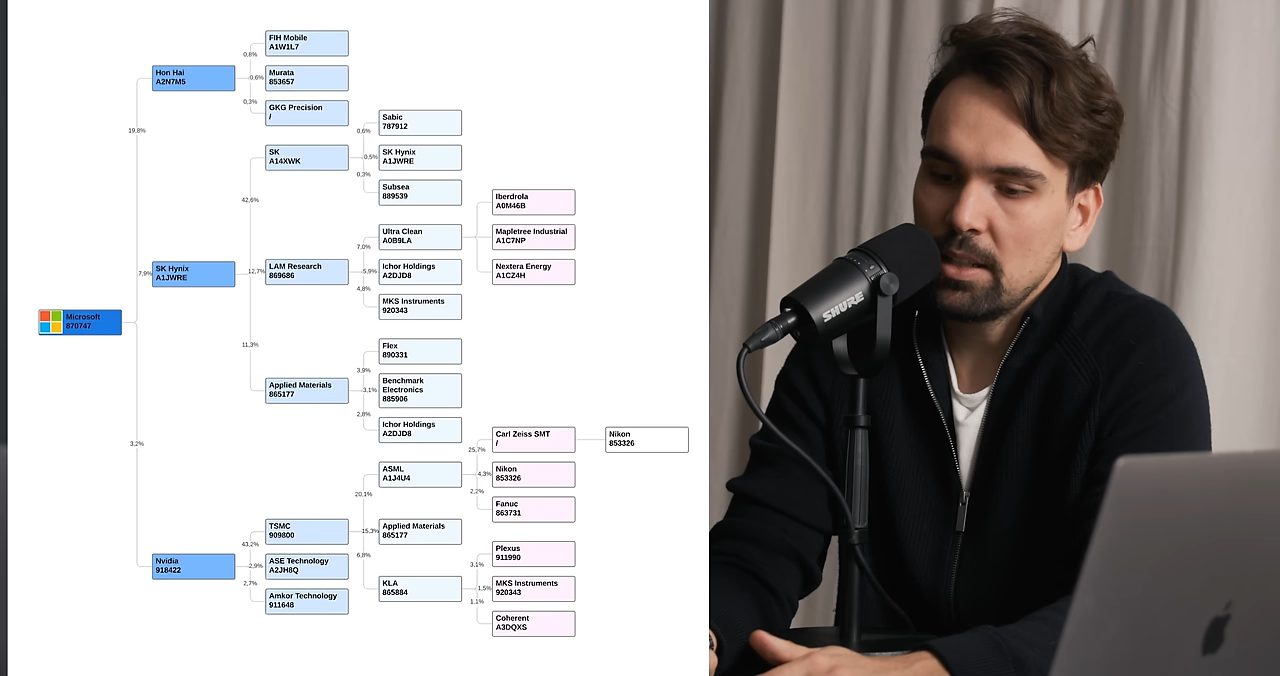 FIH Mobile
A1W1L7
0,8%
Hon Hai
A2N7M5
0,6%
Murata
853657
0,3%
GKG Precision
/
19,8%
Sabic
787912
0,6%
SK
A14XWK
0,5%
SK Hynix
A1JWRE
0,3%
Subsea
889539
42,6%
Iberdrola
A0M46B
Ultra Clean
A0B9LA
Mapletree Industrial
A1C7NP
7,0%
7,9%
SK Hynix
A1JWRE
12,7%
LAM Research
869686
5,9%
Ichor Holdings
A2DJD8
Nextera Energy
A1CZ4H
4,8%
MKS Instruments
920343
Microsoft
870747
11,3%
Flex
890331
3,9%
Applied Materials
865177
3,1%
Benchmark
Electronics
885906
2,8%
Ichor Holdings
A2DJD8
3,2%
Carl Zeiss SMT
/
Nikon
853326
25,7%
ASML
A1J4U4
4,3%
Nikon
853326
2,2%
Fanuc
863731
20,1%
TSMC
909800
15,3%
Applied Materials
865177
43,2%
6,8%
Nvidia
918422
2,9%
ASE Technology
A2JH8Q
2,7%
Amkor Technology
911648
Plexus
911990
3,1%
KLA
865884
1,5%
MKS Instruments
920343
1,1%
Coherent
A3DQXS
SHURE